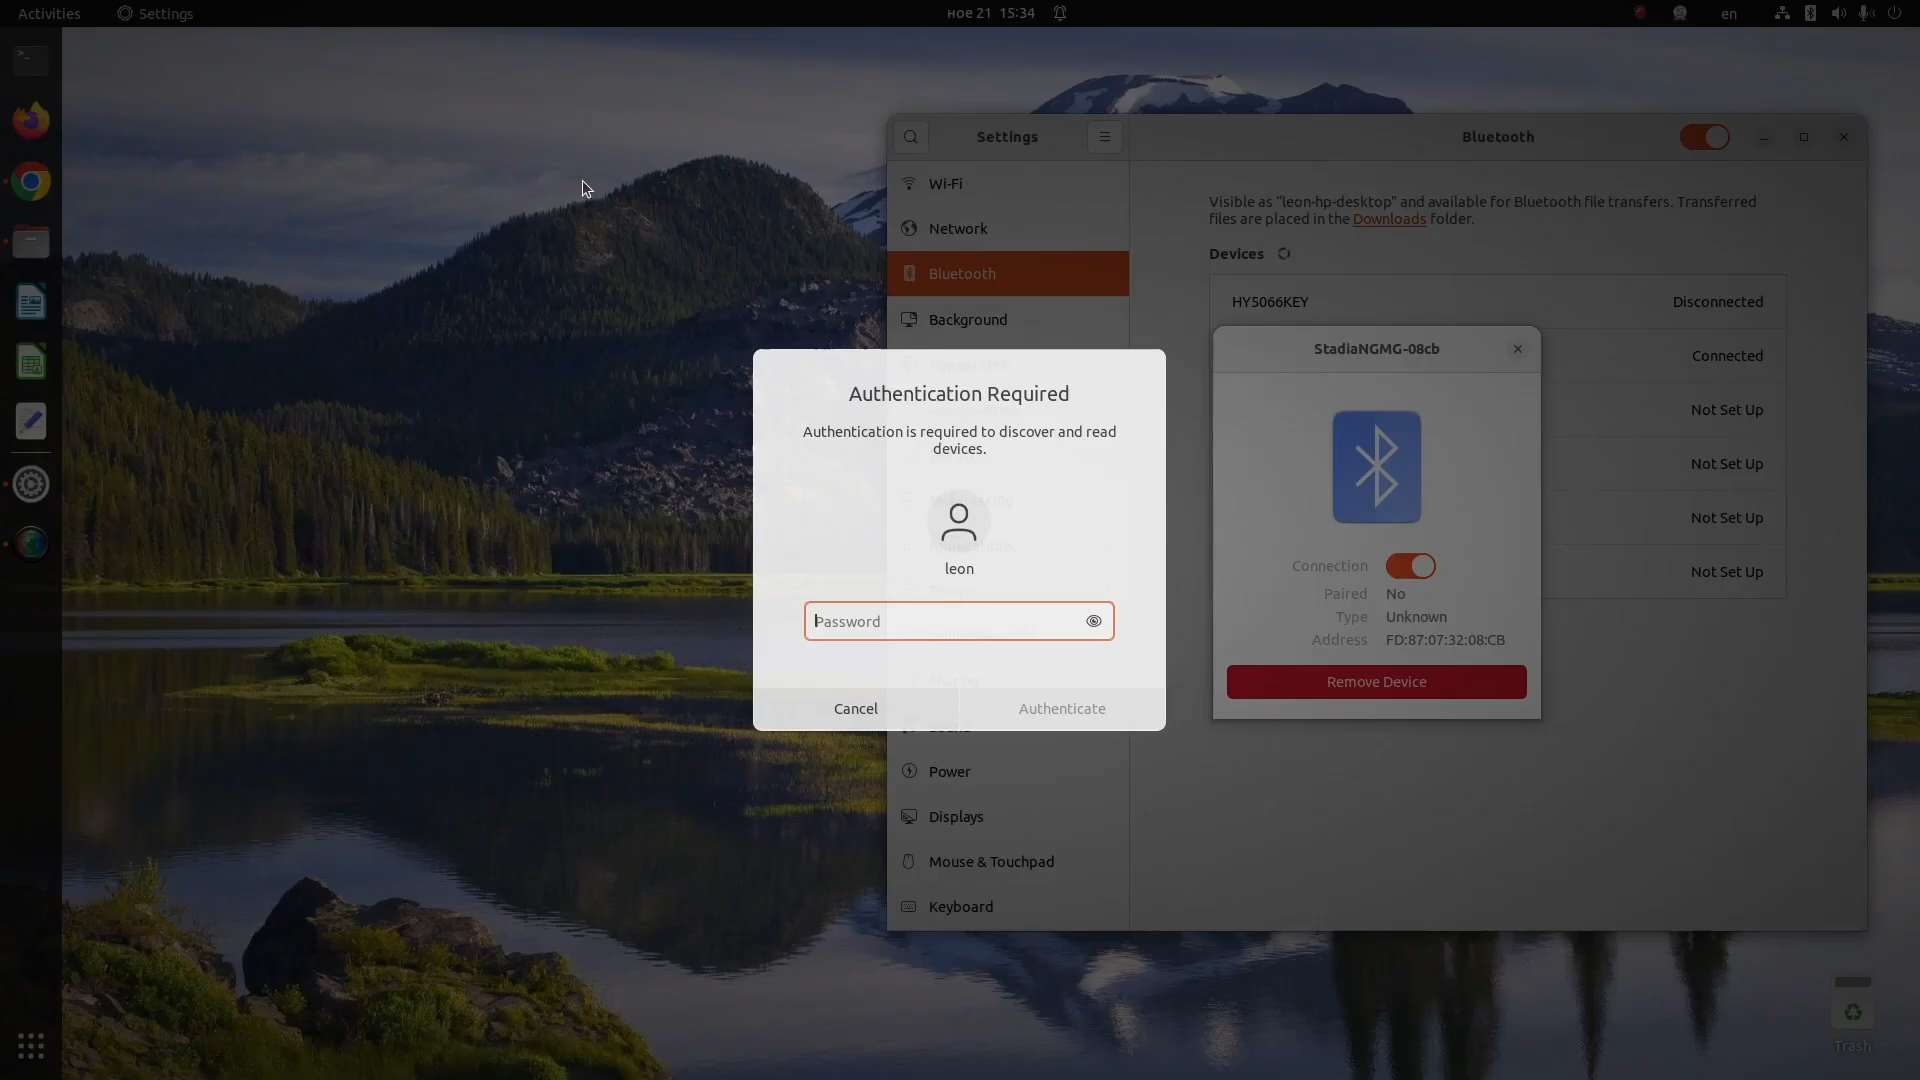 Activities
Settings
ное 21 15:34
en
Settings
Bluetooth
Wi-Fi
Network
Bluetooth
Background
Power
Displays
Mouse & Touchpad
Keyboard
Visible as “leon-hp-desktop” and available for Bluetooth file transfers. Transferred
files are placed in the Downloads folder.
Devices
HY5066KEY
Disconnected
Connected
Not Set Up
Not Set Up
Not Set Up
Not Set Up
StadiaNGMG-08cb
Connection
Paired No
Type Unknown
Address FD:87:07:32:08:CB
Remove Device
Authentication Required
Authentication is required to discover and read
devices.
leon
Password
Cancel
Authenticate
Trash